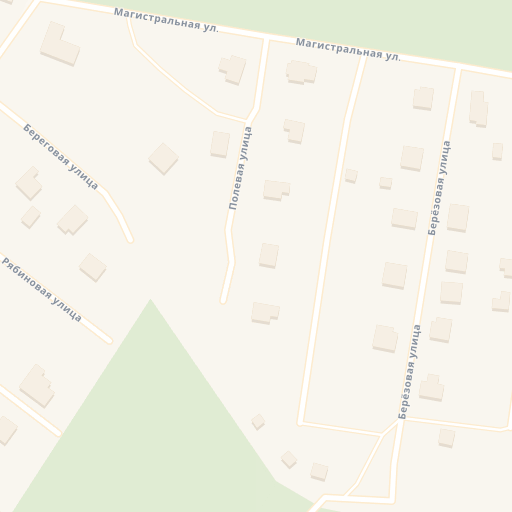 Магистральная ул.
Магистральная ул.
Береговая улица
Полевая улица
Берёзовая улица
Рябиновая улица
Берёзовая улица